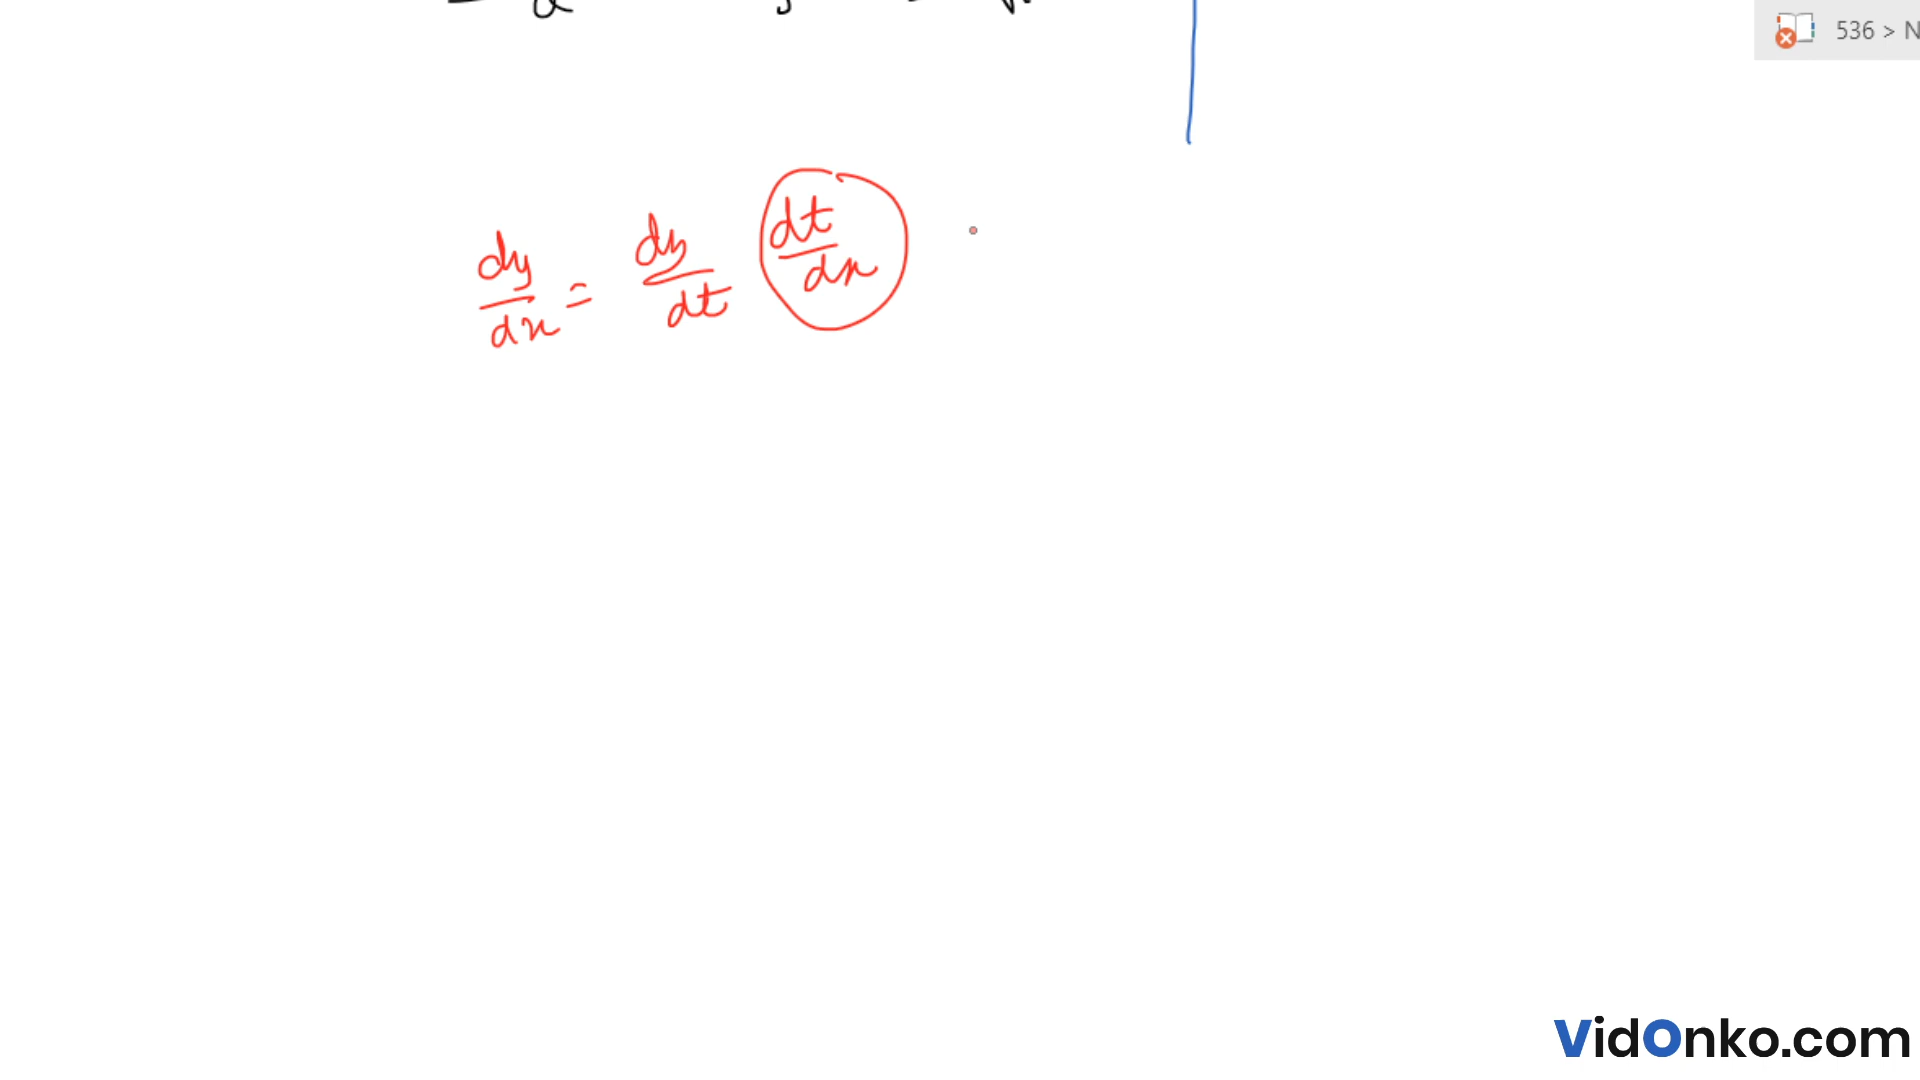 536 > N
dy/dx = dy/dt dt/dx
VidOnko.com